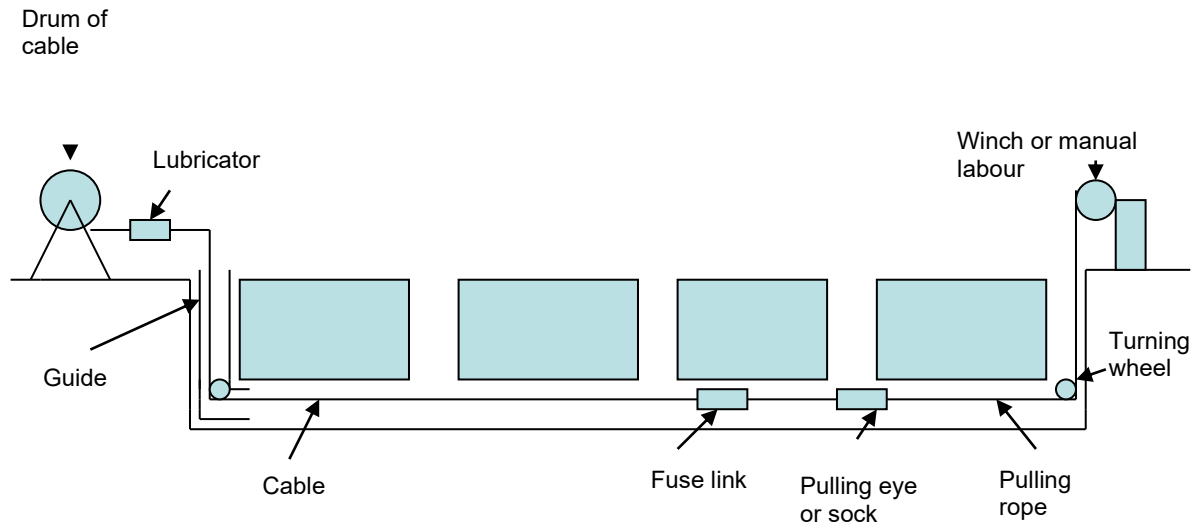 Drum of
cable
Lubricator
Winch or manual
labour
Guide
Turning
wheel
Cable
Fuse link
Pulling eye
or sock
Pulling
rope